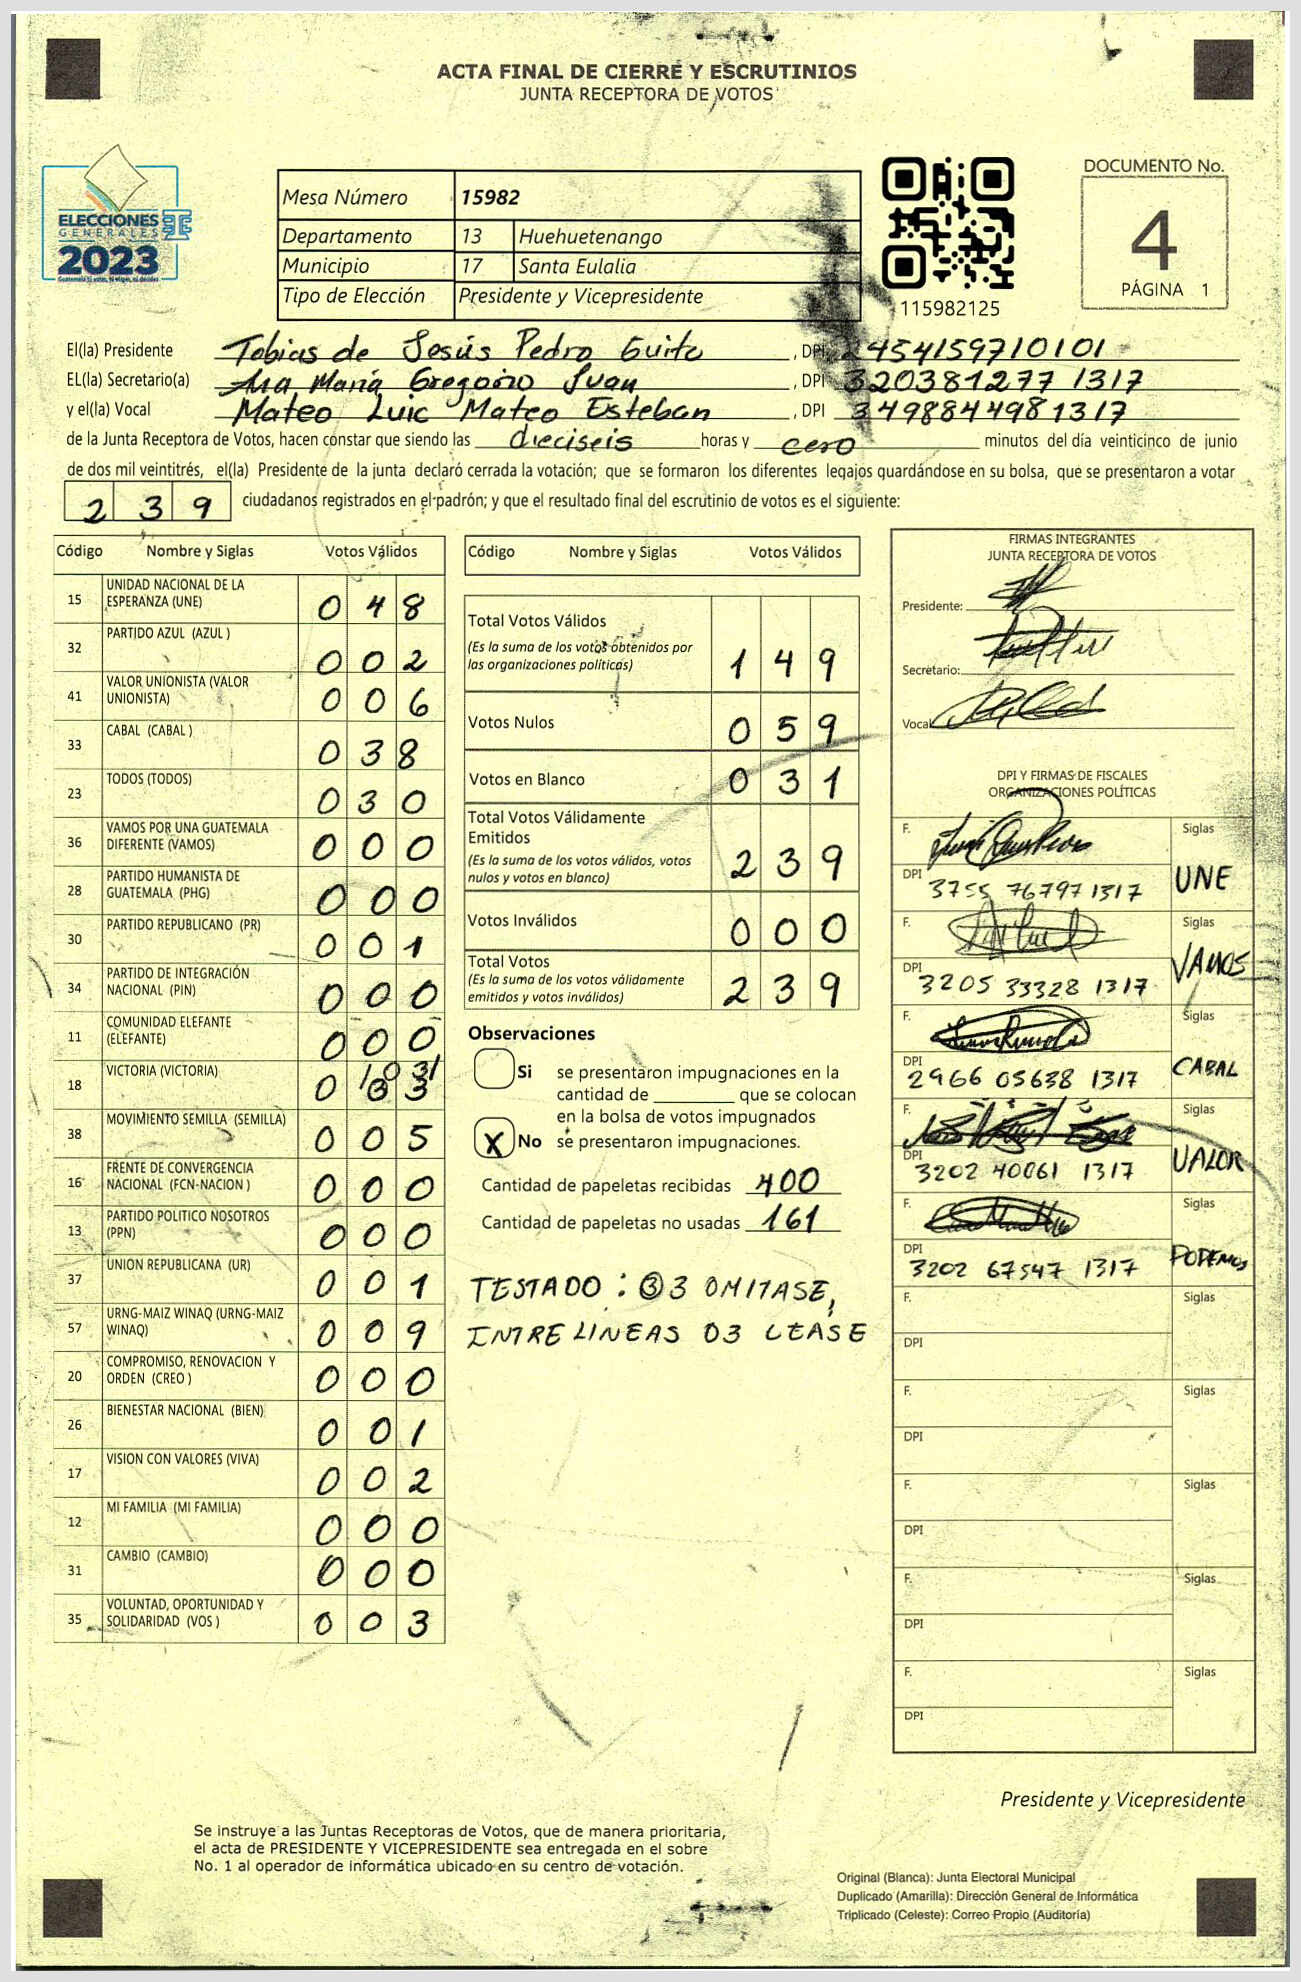 ACTA FINAL DE CIERRE Y ESCRUTINIOS
JUNTA RECEPTORA DE VOTOS
ELECCIONES
GENERALES
2023
Mesa Número 15982
Departamento 13 Huehuetenango
Municipio 17 Santa Eulalia
Tipo de Elección Presidente y Vicepresidente
115982125
DOCUMENTO No.
4
PÁGINA 1
El(la) Presidente Tobias de Jesús Pedro Guito , DPI 2454159710101
EL(la) Secretario(a) Ana María Gregorio Juan , DPI 3203812771317
y el(la) Vocal Mateo Luic Mateo Esteban , DPI 3498844981317
de la Junta Receptora de Votos, hacen constar que siendo las dieciseis horas y cero minutos del día veinticinco de junio
de dos mil veintitrés, el(la) Presidente de la junta declaró cerrada la votación; que se formaron los diferentes legajos quardándose en su bolsa, que se presentaron a votar
239 ciudadanos registrados en el padrón; y que el resultado final del escrutinio de votos es el siguiente:
Código Nombre y Siglas Votos Válidos
15 UNIDAD NACIONAL DE LA
ESPERANZA (UNE) 0 4 8
32 PARTIDO AZUL (AZUL ) 0 0 2
41 VALOR UNIONISTA (VALOR
UNIONISTA) 0 0 6
33 CABAL (CABAL ) 0 3 8
23 TODOS (TODOS) 0 3 0
36 VAMOS POR UNA GUATEMALA
DIFERENTE (VAMOS) 0 0 0
28 PARTIDO HUMANISTA DE
GUATEMALA (PHG) 0 0 0
30 PARTIDO REPUBLICANO (PR) 0 0 1
34 PARTIDO DE INTEGRACIÓN
NACIONAL (PIN) 0 0 0
11 COMUNIDAD ELEFANTE
(ELEFANTE) 0 0 0
18 VICTORIA (VICTORIA) 0 3 3
38 MOVIMIENTO SEMILLA (SEMILLA) 0 0 5
16 FRENTE DE CONVERGENCIA
NACIONAL (FCN-NACION ) 0 0 0
13 PARTIDO POLITICO NOSOTROS
(PPN) 0 0 0
37 UNION REPUBLICANA (UR) 0 0 1
57 URNG-MAIZ WINAQ (URNG-MAIZ
WINAQ) 0 0 9
20 COMPROMISO, RENOVACION Y
ORDEN (CREO ) 0 0 0
26 BIENESTAR NACIONAL (BIEN) 0 0 1
17 VISION CON VALORES (VIVA) 0 0 2
12 MI FAMILIA (MI FAMILIA) 0 0 0
31 CAMBIO (CAMBIO) 0 0 0
35 VOLUNTAD, OPORTUNIDAD Y
SOLIDARIDAD (VOS ) 0 0 3
Código Nombre y Siglas Votos Válidos
Total Votos Válidos
(Es la suma de los votos obtenidos por
las organizaciones políticas) 1 4 9
Votos Nulos 0 5 9
Votos en Blanco 0 3 1
Total Votos Válidamente
Emitidos
(Es la suma de los votos válidos, votos
nulos y votos en blanco) 2 3 9
Votos Inválidos 0 0 0
Total Votos
(Es la suma de los votos válidamente
emitidos y votos inválidos) 2 3 9
Observaciones
Si se presentaron impugnaciones en la
cantidad de ________ que se colocan
en la bolsa de votos impugnados
X No se presentaron impugnaciones.
Cantidad de papeletas recibidas 400
Cantidad de papeletas no usadas 161
TESTADO : 33 OMITASE,
INTRE LINEAS 03 LEASE
FIRMAS INTEGRANTES
JUNTA RECEPTORA DE VOTOS
Presidente:
Secretario:
Vocal
DPI Y FIRMAS DE FISCALES
ORGANIZACIONES POLÍTICAS
F. Siglas
DPI 3755 76797 1317 UNE
F. Siglas
DPI 3205 33328 1317 VAMOS
F. Siglas
DPI 2966 05638 1317 CABAL
F. Siglas
DPI 3202 40061 1317 VALOR
F. Siglas
DPI 3202 67547 1317 PODEMOS
F. Siglas
DPI
F. Siglas
DPI
F. Siglas
DPI
F. Siglas
DPI
F. Siglas
DPI
Presidente y Vicepresidente
Se instruye a las Juntas Receptoras de Votos, que de manera prioritaria,
el acta de PRESIDENTE Y VICEPRESIDENTE sea entregada en el sobre
No. 1 al operador de informática ubicado en su centro de votación.
Original (Blanca): Junta Electoral Municipal
Duplicado (Amarilla): Dirección General de Informática
Triplicado (Celeste): Correo Propio (Auditoría)